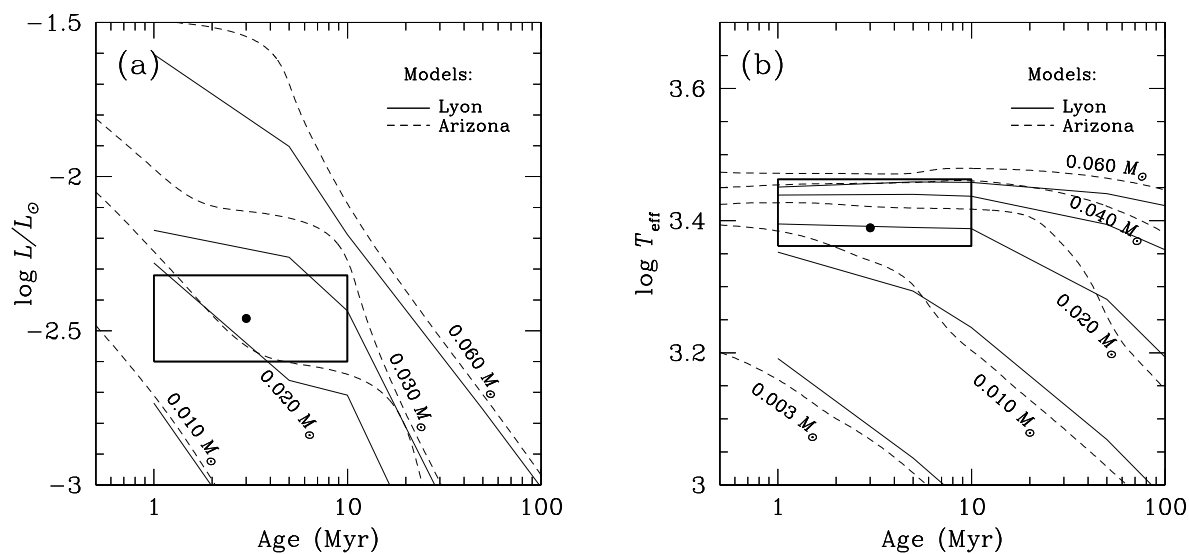 −1.5
−2
−2.5
−3
log L/L⊙
(a)
Models:
Lyon
Arizona
0.060 M⊙
0.030 M⊙
0.020 M⊙
0.010 M⊙
1
10
100
Age (Myr)
3.6
3.4
3.2
3
log Teff
(b)
Models:
Lyon
Arizona
0.060 M⊙
0.040 M⊙
0.020 M⊙
0.010 M⊙
0.003 M⊙
1
10
100
Age (Myr)